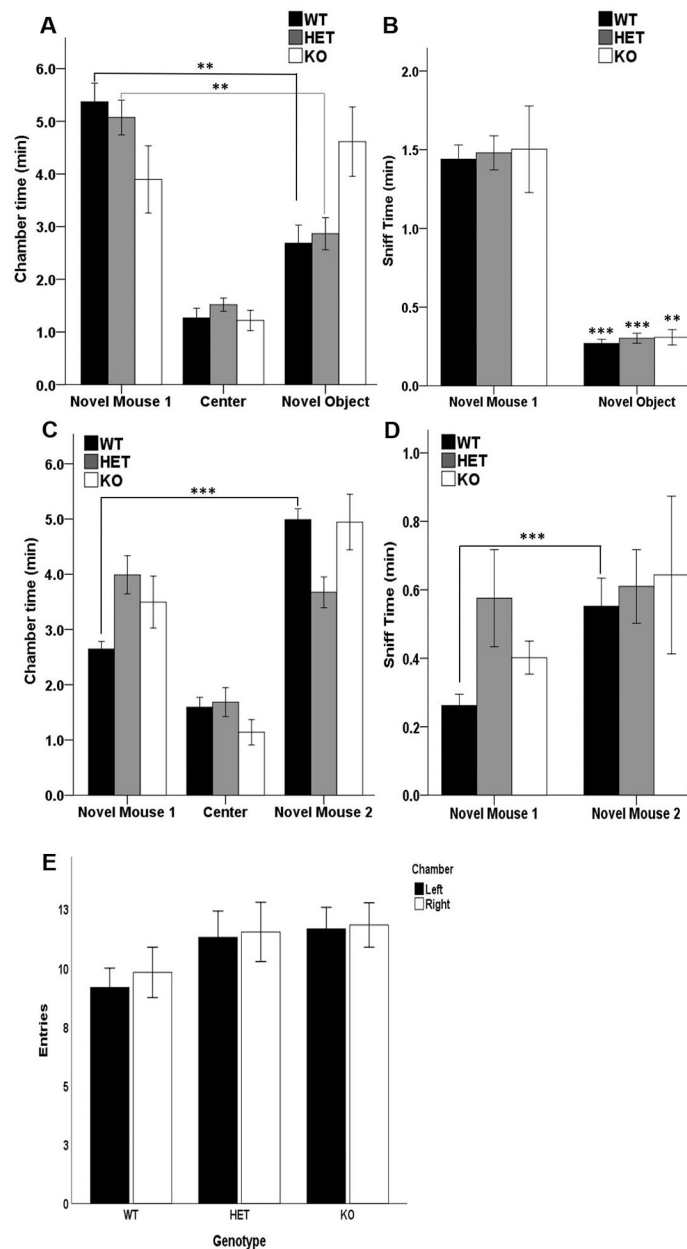 A
WT
HET
KO
Chamber time (min)
6.0
5.0
4.0
3.0
2.0
1.0
0.0
**
**
Novel Mouse 1 Center Novel Object
B
WT
HET
KO
Sniff Time (min)
2.0
1.5
1.0
0.5
0.0
*** *** **
Novel Mouse 1 Novel Object
C
WT
HET
KO
Chamber time (min)
6.0
5.0
4.0
3.0
2.0
1.0
0.0
***
Novel Mouse 1 Center Novel Mouse 2
D
WT
HET
KO
Sniff Time (min)
1.0
0.8
0.6
0.4
0.2
0.0
***
Novel Mouse 1 Novel Mouse 2
E
Chamber
Left
Right
Entries
13
10
8
5
3
0
WT HET KO
Genotype